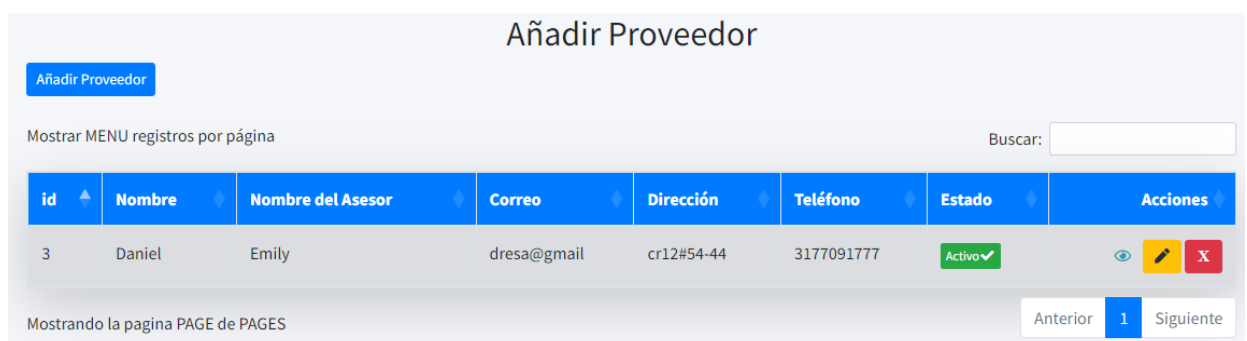 Añadir Proveedor
Añadir Proveedor
Mostrar MENU registros por página
Buscar:
id Nombre Nombre del Asesor Correo Dirección Teléfono Estado Acciones
3 Daniel Emily dresa@gmail cr12#54-44 3177091777 Activo X
Mostrando la pagina PAGE de PAGES
Anterior 1 Siguiente